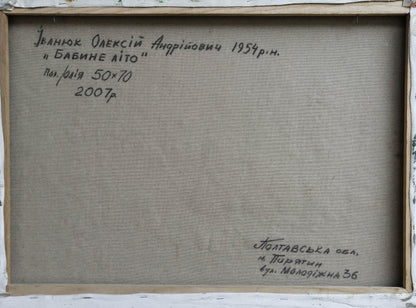 Іванюк Олексій Андрійович 1954р.н.
"Бабине літо"
Пол./олія 50×70
2007р
Полтавська обл.
м. Пирятин
вул. Молодіжна 36